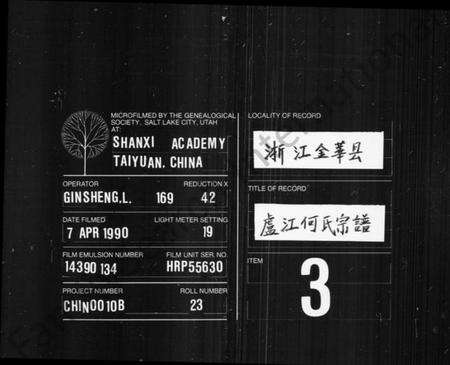 MICROFILMED BY THE GENEALOGICAL
SOCIETY, SALT LAKE CITY, UTAH
AT:
SHANXI ACADEMY
TAIYUAN, CHINA
OPERATOR REDUCTION X
GINSHENG.L. 169 42
DATE FILMED LIGHT METER SETTING
7 APR 1990 19
FILM EMULSION NUMBER FILM UNIT SER. NO.
14390 134 HRP55630
PROJECT NUMBER ROLL NUMBER
CHIN0010B 23
LOCALITY OF RECORD
浙江金華县
TITLE OF RECORD
盧江何氏宗譜
ITEM
3